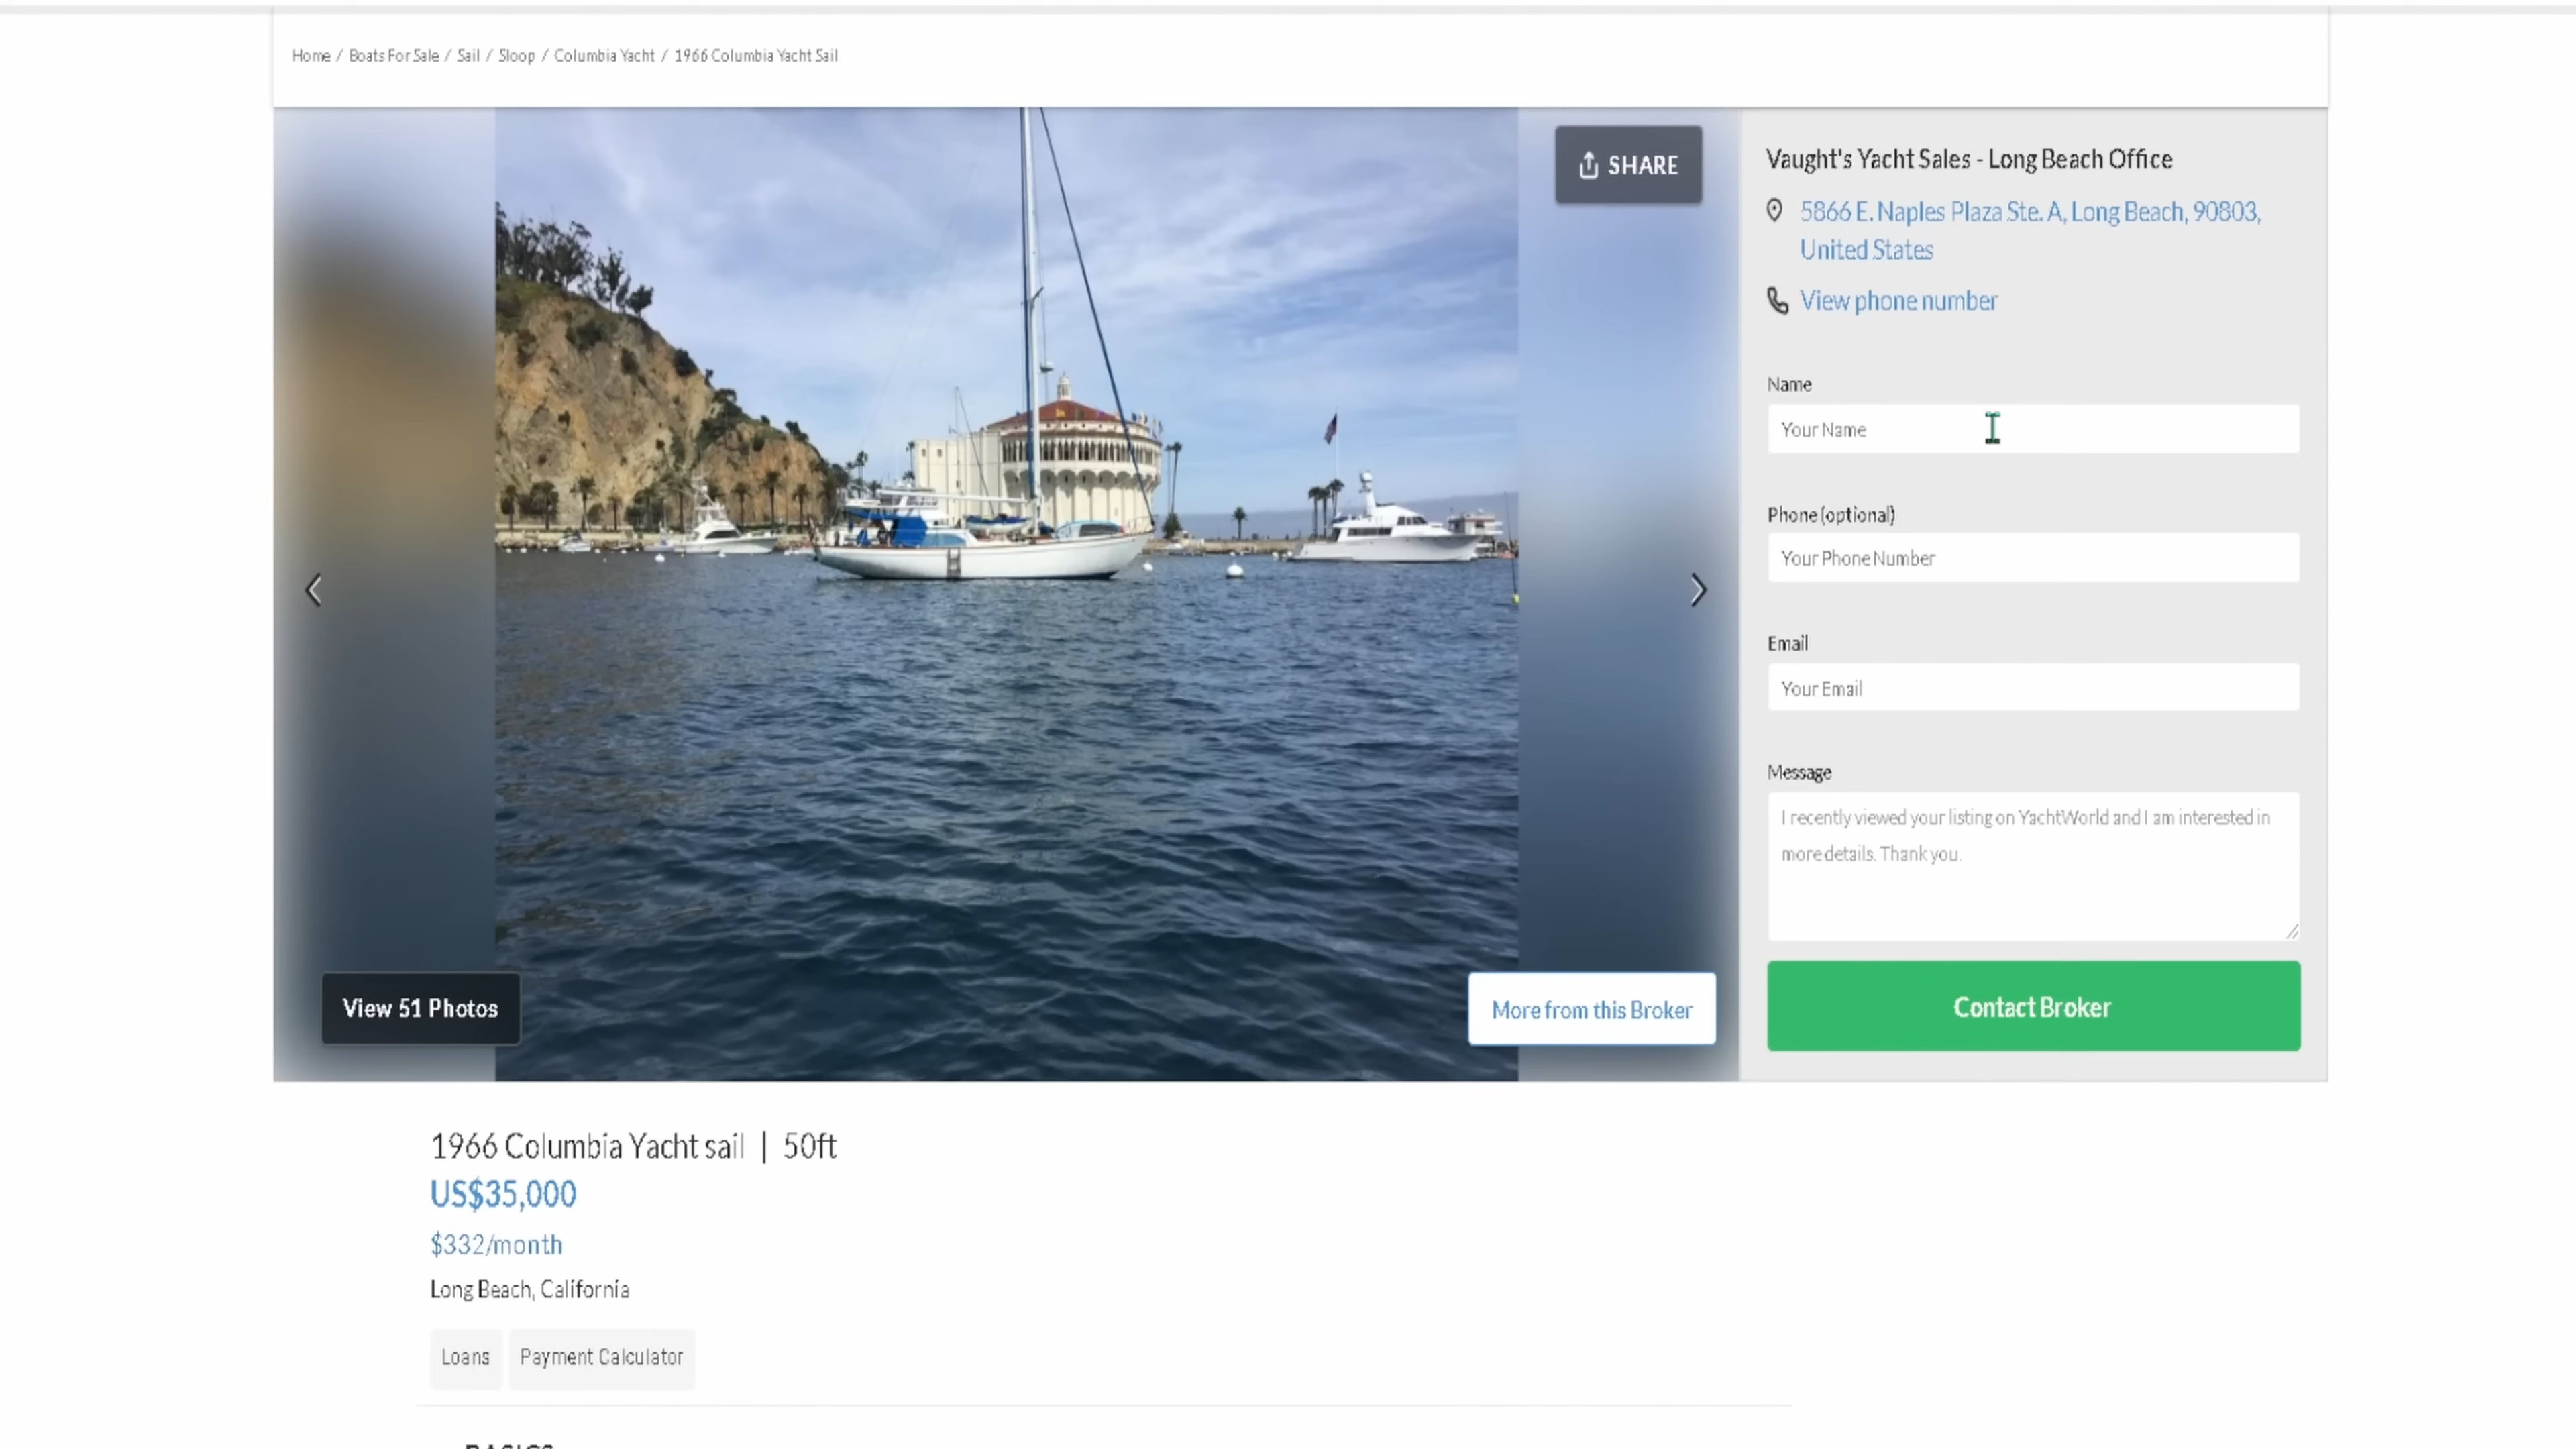 Home / Boats For Sale / Sail / Sloop / Columbia Yacht / 1966 Columbia Yacht Sail
SHARE
View 51 Photos
More from this Broker
Vaught's Yacht Sales - Long Beach Office
5866 E. Naples Plaza Ste. A, Long Beach, 90803,
United States
View phone number
Name
Your Name
Phone (optional)
Your Phone Number
Email
Your Email
Message
I recently viewed your listing on YachtWorld and I am interested in
more details. Thank you.
Contact Broker
1966 Columbia Yacht sail | 50ft
US$35,000
$332/month
Long Beach, California
Loans
Payment Calculator
BASICS